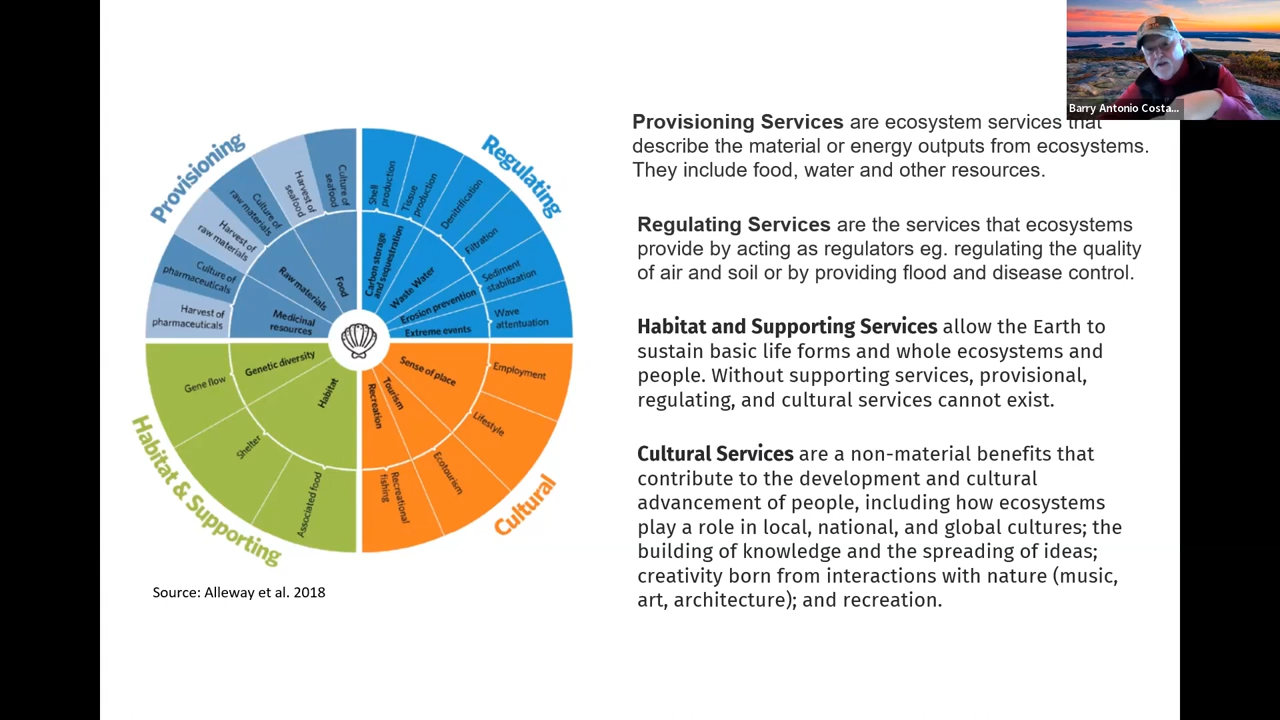 Barry Antonio Costa...
Provisioning
Regulating
Habitat & Supporting
Cultural
Harvest of
pharmaceuticals
Culture of
pharmaceuticals
Harvest of
raw materials
Culture of
raw materials
Harvest of
seafood
Culture of
seafood
Medicinal
resources
Raw materials
Food
Shell
production
Tissue
production
Denitrification
Filtration
Sediment
stabilization
Wave
attenuation
Carbon storage
and sequestration
Waste Water
Erosion prevention
Extreme events
Genetic diversity
Habitat
Gene flow
Shelter
Associated food
Sense of place
Tourism
Recreation
Employment
Lifestyle
Ecotourism
Recreational
fishing
Source: Alleway et al. 2018
Provisioning Services are ecosystem services that
describe the material or energy outputs from ecosystems.
They include food, water and other resources.
Regulating Services are the services that ecosystems
provide by acting as regulators eg. regulating the quality
of air and soil or by providing flood and disease control.
Habitat and Supporting Services allow the Earth to
sustain basic life forms and whole ecosystems and
people. Without supporting services, provisional,
regulating, and cultural services cannot exist.
Cultural Services are a non-material benefits that
contribute to the development and cultural
advancement of people, including how ecosystems
play a role in local, national, and global cultures; the
building of knowledge and the spreading of ideas;
creativity born from interactions with nature (music,
art, architecture); and recreation.